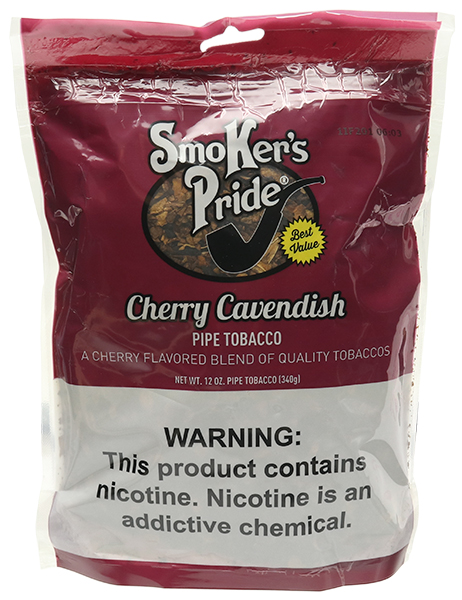 SmoKer's
Pride®
Best
Value
Cherry Cavendish
PIPE TOBACCO
A CHERRY FLAVORED BLEND OF QUALITY TOBACCOS
NET WT. 12 OZ. PIPE TOBACCO (340g)
WARNING:
This product contains
nicotine. Nicotine is an
addictive chemical.